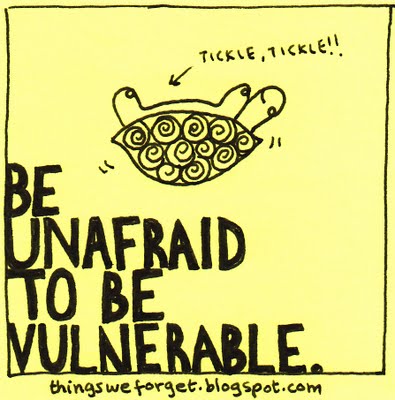 TICKLE, TICKLE!!
BE
UNAFRAID
TO BE
VULNERABLE.
thingsweforget.blogspot.com